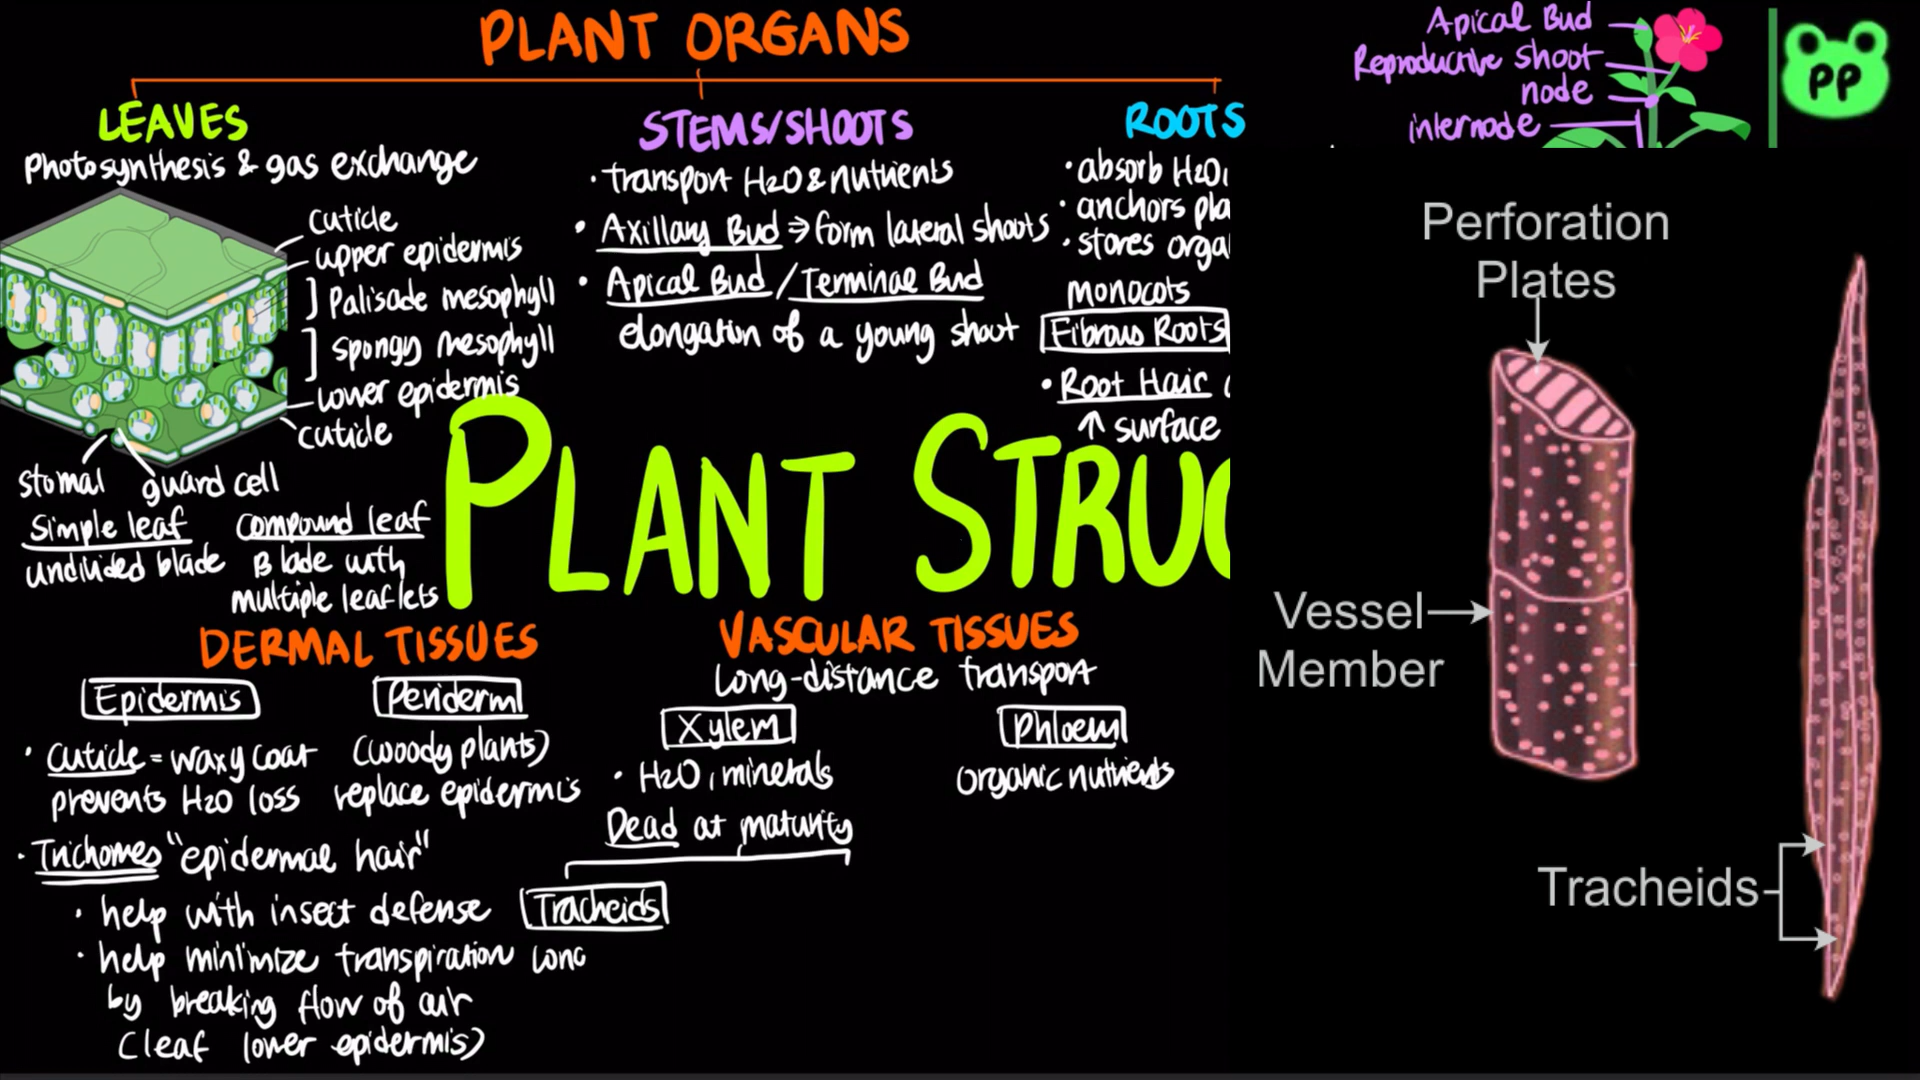 PLANT ORGANS
LEAVES
Photosynthesis & gas exchange
cuticle
upper epidermis
Palisade mesophyll
spongy mesophyll
Lower epidermis
cuticle
stomal guard cell
Simple leaf
undivided blade
compound leaf
Blade with
multiple leaflets
STEMS/SHOOTS
• transport H2O & nutrients
• Axillary Bud ⇒ form lateral shoots
• Apical Bud / Terminal Bud
elongation of a young shoot
ROOTS
• absorb H2O,
• anchors pla
• stores orga
monocots
Fibrous Roots
• Root Hair
↑ surface
Apical Bud
Reproductive shoot
node
internode
PP
PLANT STRUC
DERMAL TISSUES
Epidermis
• cuticle = waxy coat
prevents H2O loss
• Trichomes "epidermal hair"
• help with insect defense
• help minimize transpiration
by breaking flow of air
(leaf lower epidermis)
Periderm
(woody plants)
replace epidermis
VASCULAR TISSUES
Long-distance transport
Xylem
• H2O, minerals
Dead at maturity
Tracheids
long
Phloem
organic nutrients
Perforation
Plates
Vessel
Member
Tracheids